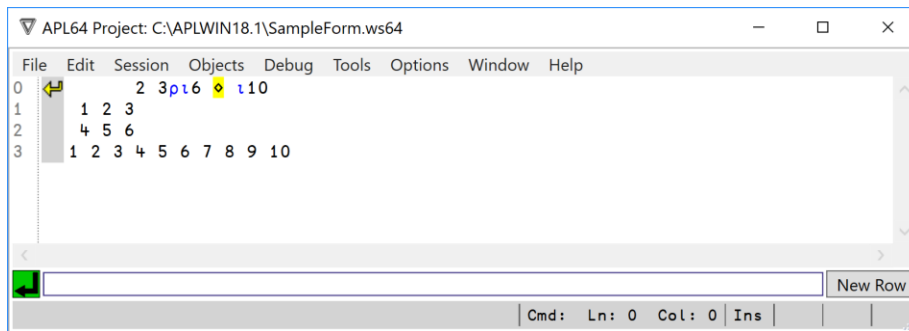 APL64 Project: C:\APLWIN18.1\SampleForm.ws64
File Edit Session Objects Debug Tools Options Window Help
0 2 3⍴⍳6 ⋄ ⍳10
1 1 2 3
2 4 5 6
3 1 2 3 4 5 6 7 8 9 10
New Row
Cmd: Ln: 0 Col: 0 Ins